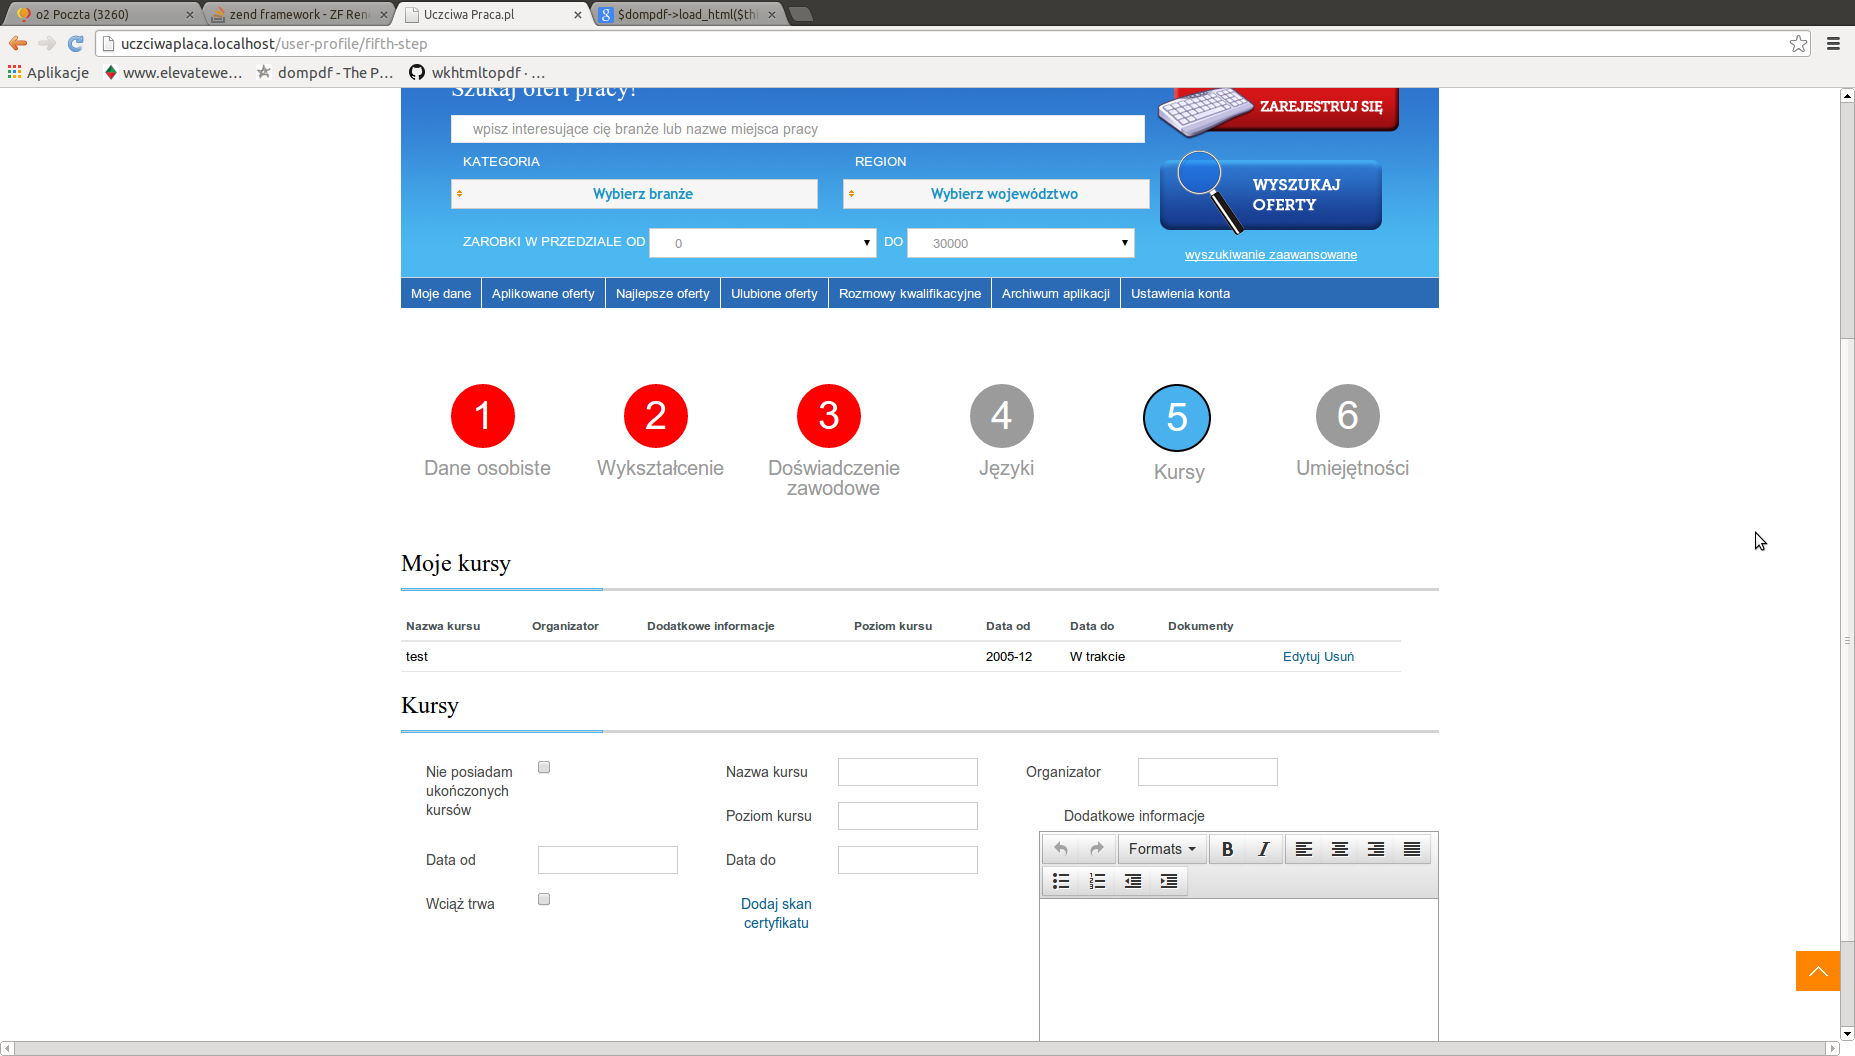 o2 Poczta (3260)
zend framework - ZF Ren
Uczciwa Praca.pl
$dompdf->load_html($thi
uczciwaplaca.localhost/user-profile/fifth-step
Aplikacje
www.elevatewe...
dompdf - The P...
wkhtmltopdf · ...
Szukaj ofert pracy!
ZAREJESTRUJ SIĘ
wpisz interesujące cię branże lub nazwe miejsca pracy
KATEGORIA
REGION
Wybierz branże
Wybierz województwo
WYSZUKAJ
OFERTY
ZAROBKI W PRZEDZIALE OD
0
DO
30000
wyszukiwanie zaawansowane
Moje dane
Aplikowane oferty
Najlepsze oferty
Ulubione oferty
Rozmowy kwalifikacyjne
Archiwum aplikacji
Ustawienia konta
1
2
3
4
5
6
Dane osobiste
Wykształcenie
Doświadczenie
zawodowe
Języki
Kursy
Umiejętności
Moje kursy
Nazwa kursu
Organizator
Dodatkowe informacje
Poziom kursu
Data od
Data do
Dokumenty
test
2005-12
W trakcie
Edytuj Usuń
Kursy
Nie posiadam
ukończonych
kursów
Nazwa kursu
Organizator
Poziom kursu
Dodatkowe informacje
Data od
Data do
Formats
B
I
Wciąż trwa
Dodaj skan
certyfikatu